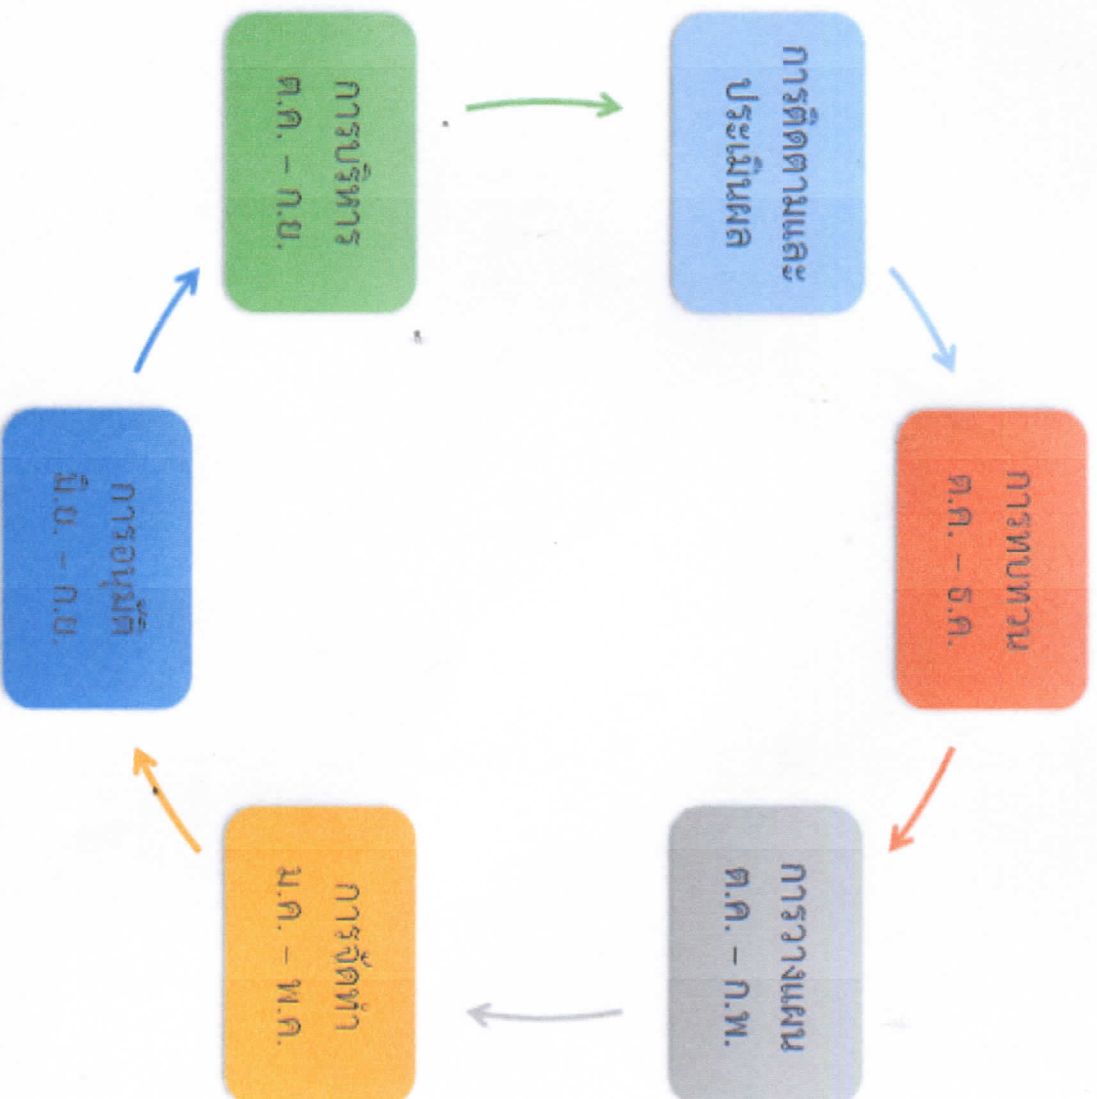 การทบทวน
ต.ค. – ธ.ค.
การวางแผน
ต.ค. – ก.พ.
การจัดทำ
ม.ค. – พ.ค.
การอนุมัติ
มิ.ย. – ก.ย.
การบริหาร
ต.ค. – ก.ย.
การติดตามและ
ประเมินผล